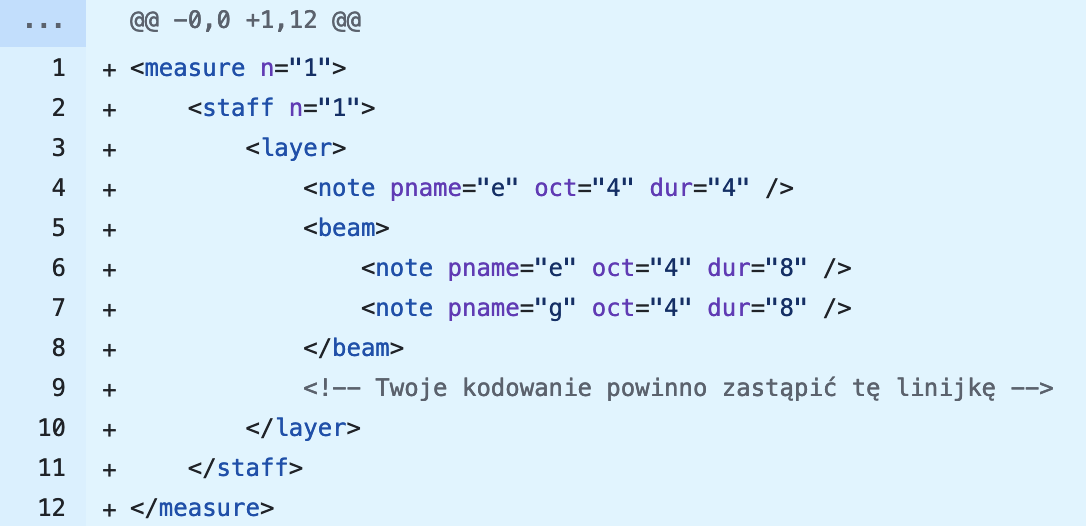 ... @@ -0,0 +1,12 @@
1 + <measure n="1">
2 + <staff n="1">
3 + <layer>
4 + <note pname="e" oct="4" dur="4" />
5 + <beam>
6 + <note pname="e" oct="4" dur="8" />
7 + <note pname="g" oct="4" dur="8" />
8 + </beam>
9 + <!-- Twoje kodowanie powinno zastąpić tę linijkę -->
10 + </layer>
11 + </staff>
12 + </measure>